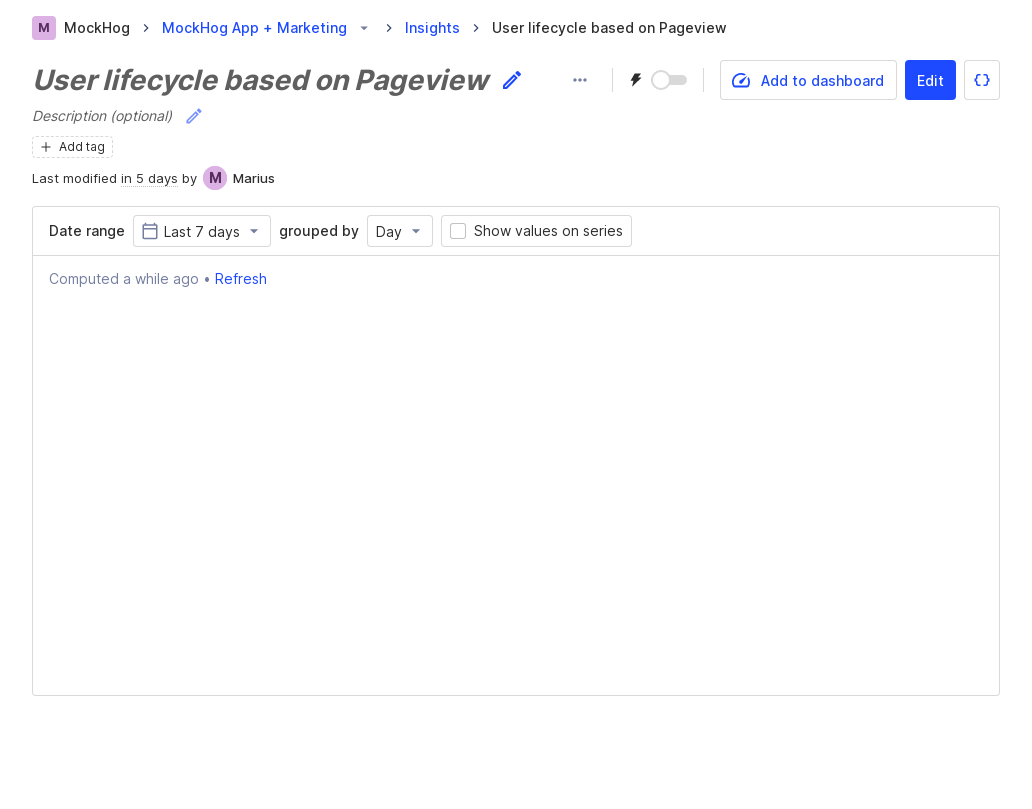 M MockHog MockHog App + Marketing Insights User lifecycle based on Pageview
User lifecycle based on Pageview
Add to dashboard Edit {}
Description (optional)
+ Add tag
Last modified in 5 days by M Marius
Date range Last 7 days grouped by Day Show values on series
Computed a while ago • Refresh